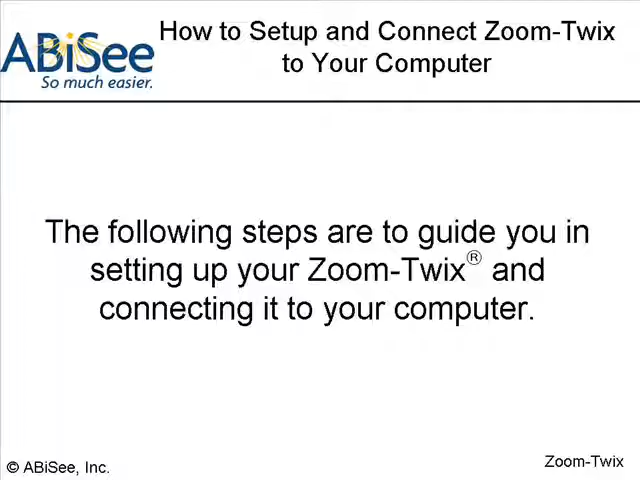 ABiSee
So much easier.
How to Setup and Connect Zoom-Twix
to Your Computer
The following steps are to guide you in
setting up your Zoom-Twix® and
connecting it to your computer.
© ABiSee, Inc.
Zoom-Twix